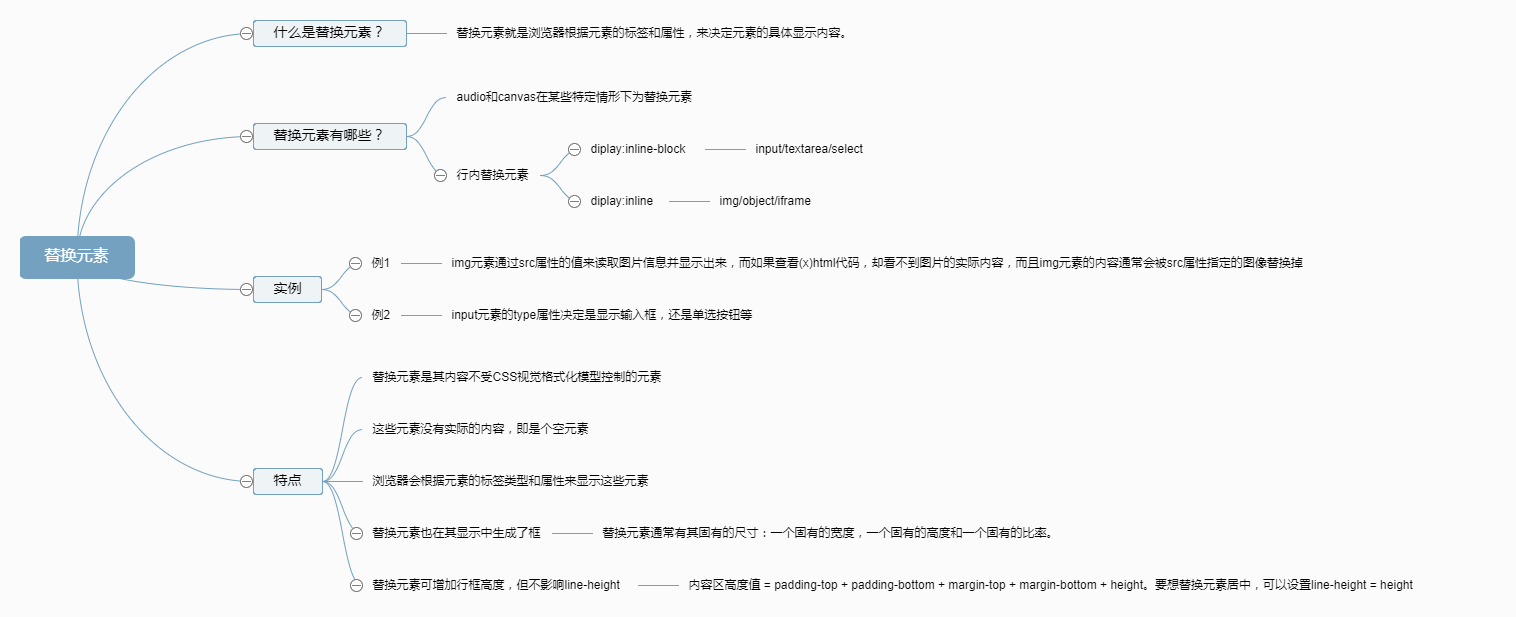 什么是替换元素？
替换元素就是浏览器根据元素的标签和属性，来决定元素的具体显示内容。
audio和canvas在某些特定情形下为替换元素
替换元素有哪些？
diplay:inline-block
input/textarea/select
行内替换元素
diplay:inline
img/object/iframe
替换元素
例1
img元素通过src属性的值来读取图片信息并显示出来，而如果查看(x)html代码，却看不到图片的实际内容，而且img元素的内容通常会被src属性指定的图像替换掉
实例
例2
input元素的type属性决定是显示输入框，还是单选按钮等
替换元素是其内容不受CSS视觉格式化模型控制的元素
这些元素没有实际的内容，即是个空元素
特点
浏览器会根据元素的标签类型和属性来显示这些元素
替换元素也在其显示中生成了框
替换元素通常有其固有的尺寸：一个固有的宽度，一个固有的高度和一个固有的比率。
替换元素可增加行框高度，但不影响line-height
内容区高度值 = padding-top + padding-bottom + margin-top + margin-bottom + height。要想替换元素居中，可以设置line-height = height